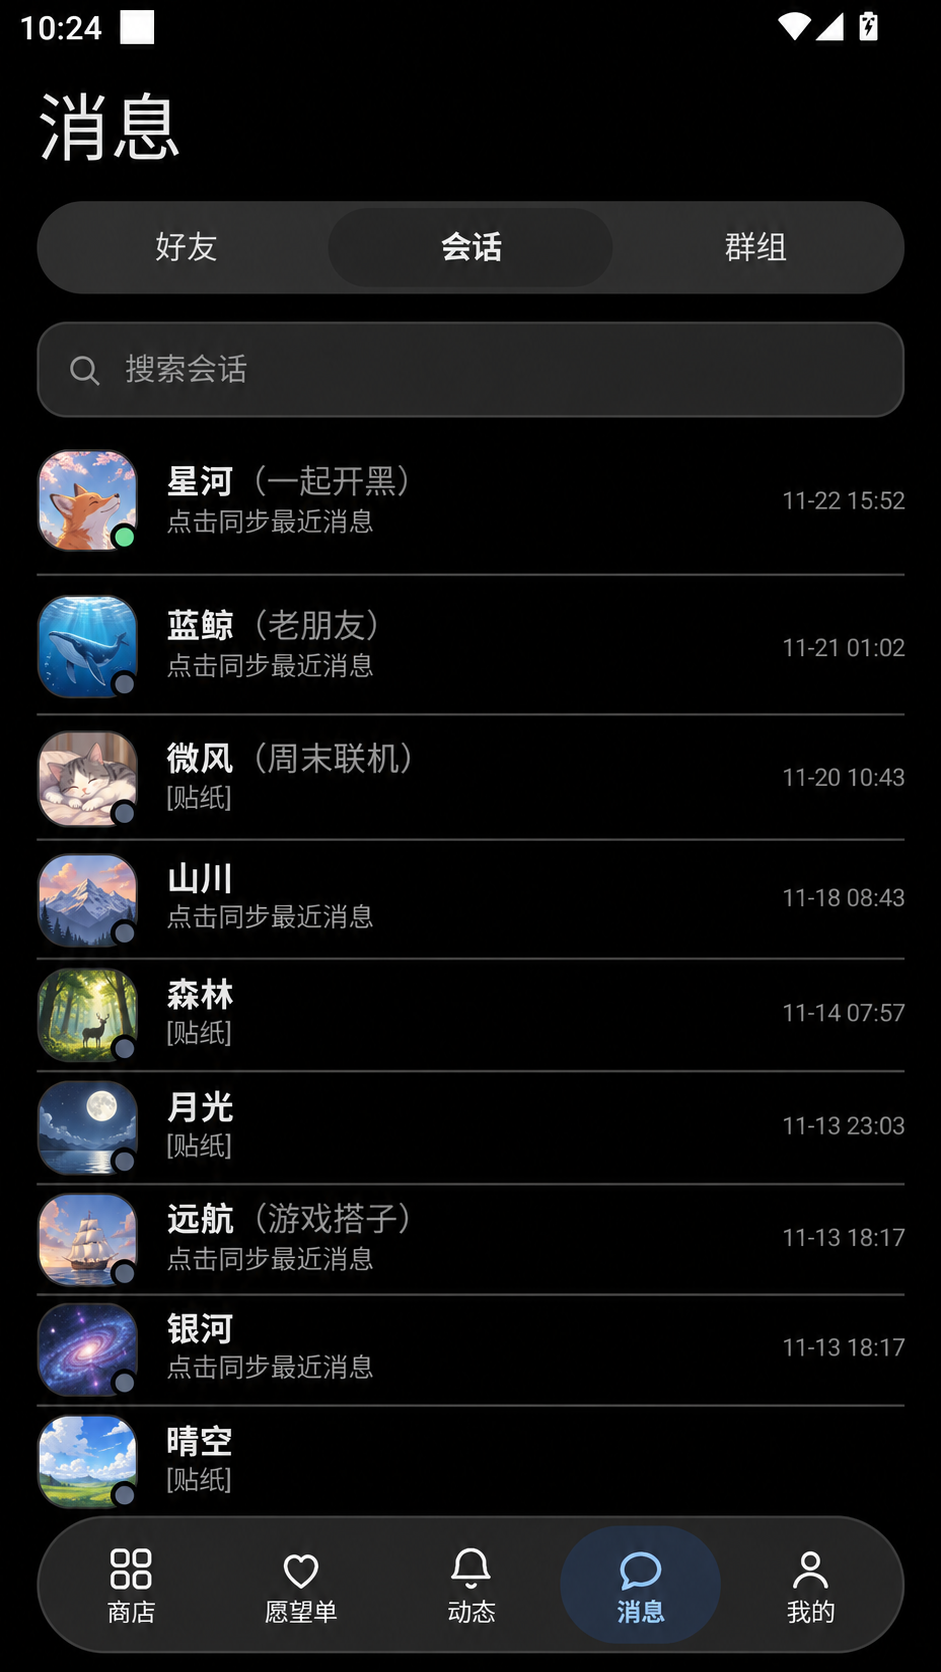 10:24
消息
好友
会话
群组
搜索会话
星河（一起开黑）
点击同步最近消息
11-22 15:52
蓝鲸（老朋友）
点击同步最近消息
11-21 01:02
微风（周末联机）
[贴纸]
11-20 10:43
山川
点击同步最近消息
11-18 08:43
森林
[贴纸]
11-14 07:57
月光
[贴纸]
11-13 23:03
远航（游戏搭子）
点击同步最近消息
11-13 18:17
银河
点击同步最近消息
11-13 18:17
晴空
[贴纸]
商店
愿望单
动态
消息
我的